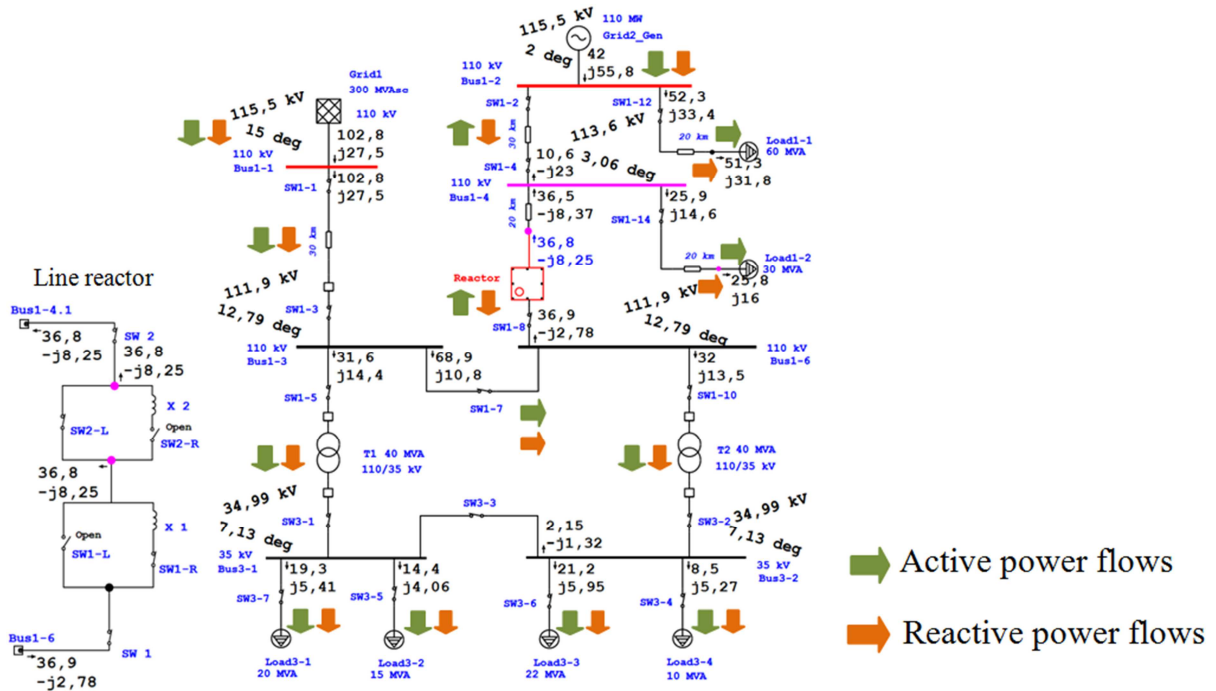 Line reactor
Bus1-4.1
36,8
-j8,25
SW 2
36,8
-j8,25
X 2
Open
SW2-L
SW2-R
36,8
-j8,25
X 1
Open
SW1-L
SW1-R
Bus1-6
36,9
-j2,78
SW 1
Grid1
300 MVAsc
110 kV
115,5 kV
15 deg
102,8
j27,5
110 kV
Bus1-1
102,8
j27,5
SW1-1
30 km
111,9 kV
12,79 deg
SW1-3
110 kV
Bus1-3
31,6
j14,4
68,9
j10,8
SW1-5
SW1-7
T1 40 MVA
110/35 kV
34,99 kV
7,13 deg
SW3-1
SW3-3
35 kV
Bus3-1
19,3
j5,41
14,4
j4,06
SW3-7
SW3-5
Load3-1
20 MVA
Load3-2
15 MVA
115,5 kV
2 deg
110 MW
Grid2_Gen
42
j55,8
110 kV
Bus1-2
SW1-2
SW1-12
52,3
j33,4
30 km
113,6 kV
3,06 deg
20 km
Load1-1
60 MVA
51,3
j31,8
SW1-4
10,6
-j23
110 kV
Bus1-4
36,5
-j8,37
20 km
25,9
j14,6
SW1-14
36,8
-j8,25
20 km
Load1-2
30 MVA
25,8
j16
Reactor
111,9 kV
12,79 deg
SW1-8
36,9
-j2,78
110 kV
Bus1-6
32
j13,5
SW1-10
T2 40 MVA
110/35 kV
34,99 kV
7,13 deg
SW3-2
2,15
-j1,32
35 kV
Bus3-2
21,2
j5,95
8,5
j5,27
SW3-6
SW3-4
Load3-3
22 MVA
Load3-4
10 MVA
Active power flows
Reactive power flows